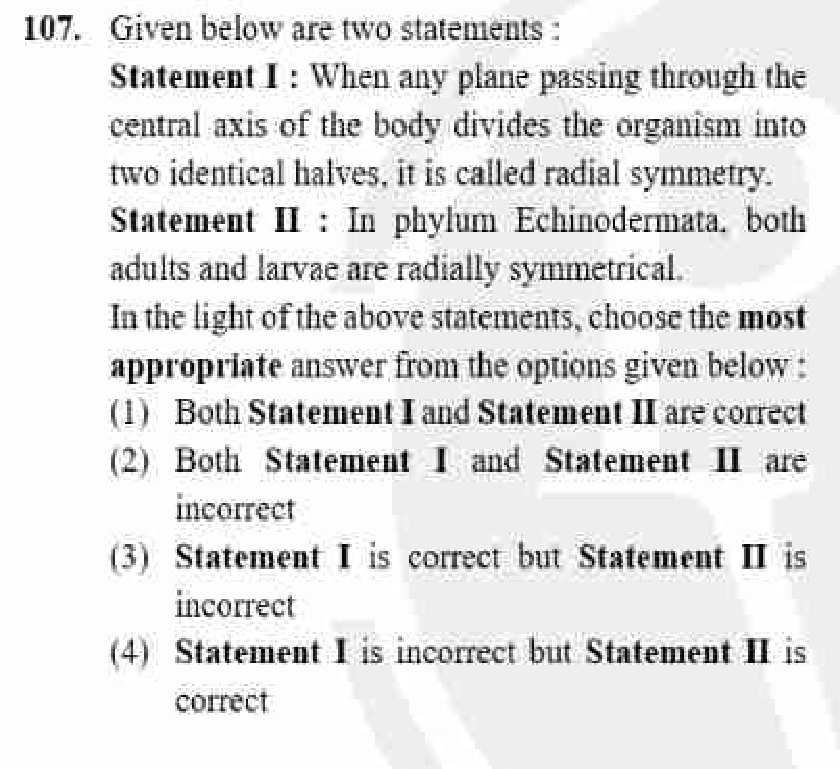 107. Given below are two statements :
Statement I : When any plane passing through the
central axis of the body divides the organism into
two identical halves, it is called radial symmetry.
Statement II : In phylum Echinodermata, both
adults and larvae are radially symmetrical.
In the light of the above statements, choose the most
appropriate answer from the options given below :
(1) Both Statement I and Statement II are correct
(2) Both Statement I and Statement II are
incorrect
(3) Statement I is correct but Statement II is
incorrect
(4) Statement I is incorrect but Statement II is
correct